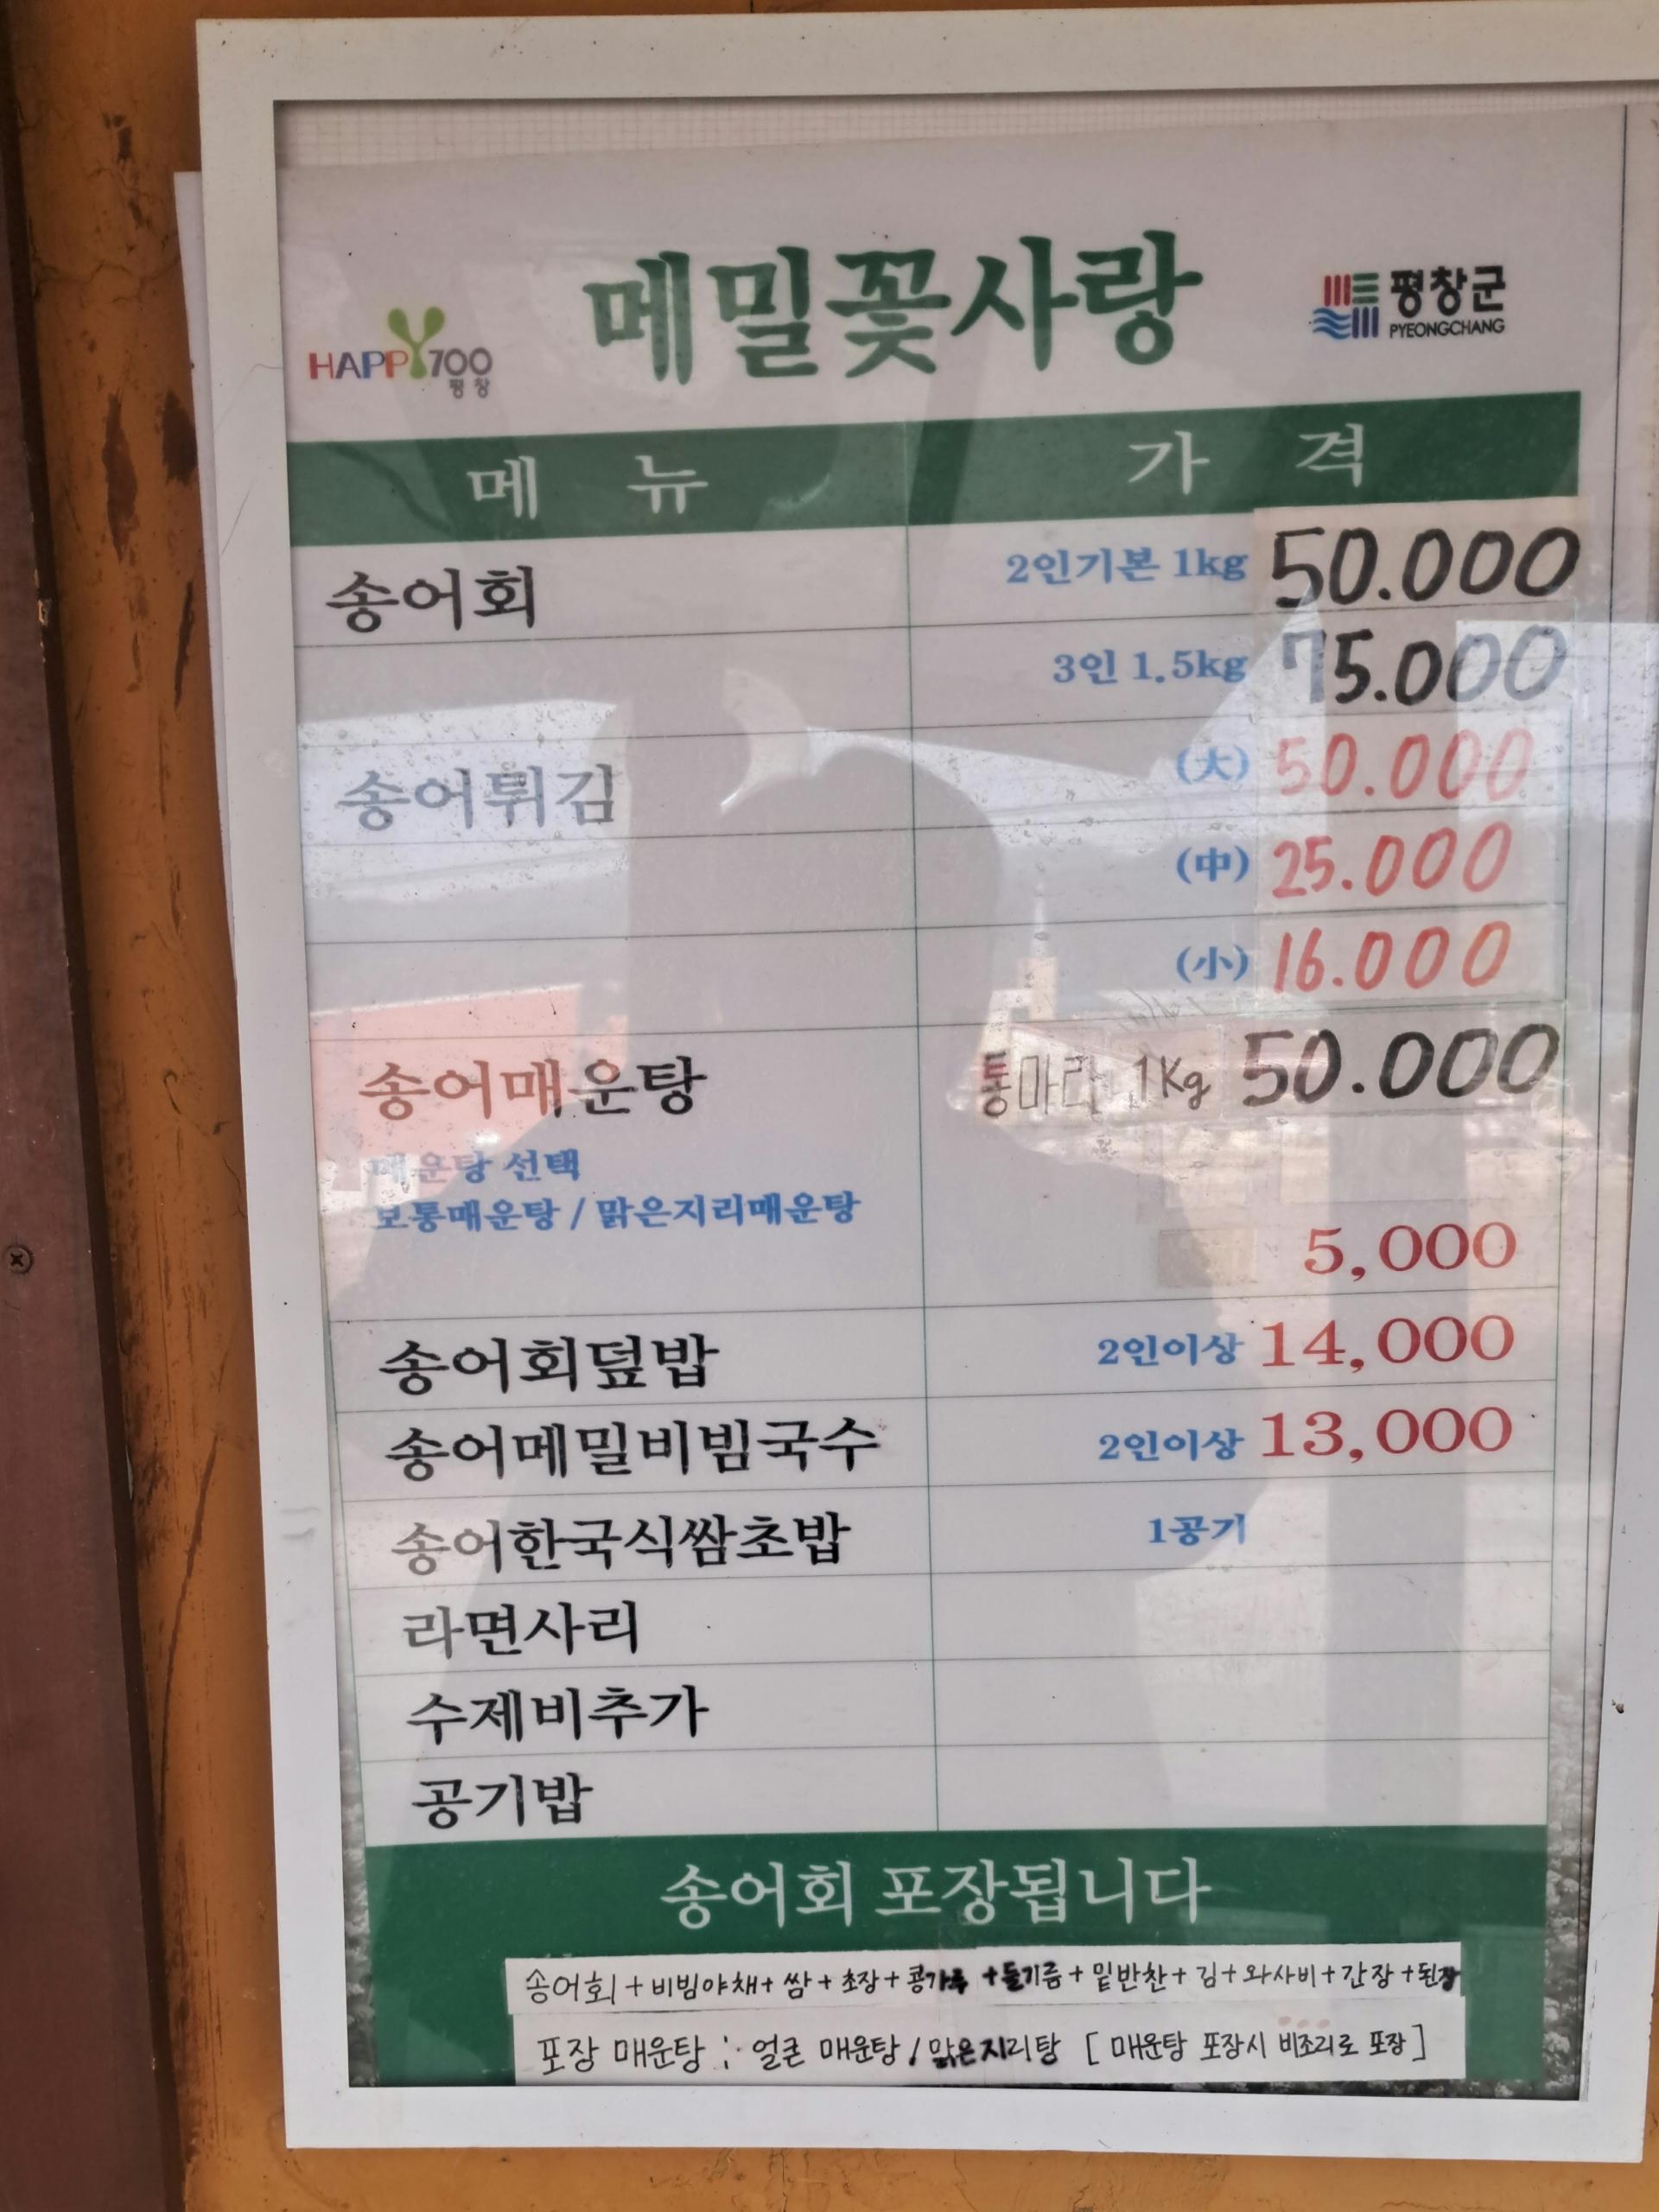 메밀꽃사랑
HAPPY700
평창
평창군
PYEONGCHANG
메 뉴 가 격
송어회 2인기본 1kg 50.000
3인 1.5kg 75.000
송어튀김 (大) 50.000
(中) 25.000
(小) 16.000
송어매운탕 통마리 1Kg 50.000
매운탕 선택
보통매운탕 / 맑은지리매운탕
5,000
송어회덮밥 2인이상 14,000
송어메밀비빔국수 2인이상 13,000
송어한국식쌈초밥 1공기
라면사리
수제비추가
공기밥
송어회 포장됩니다
송어회+비빔야채+쌈+초장+콩가루+들기름+밑반찬+김+와사비+간장+된장
포장 매운탕 : 얼큰 매운탕 / 맑은지리탕 [ 매운탕 포장시 비조리로 포장 ]